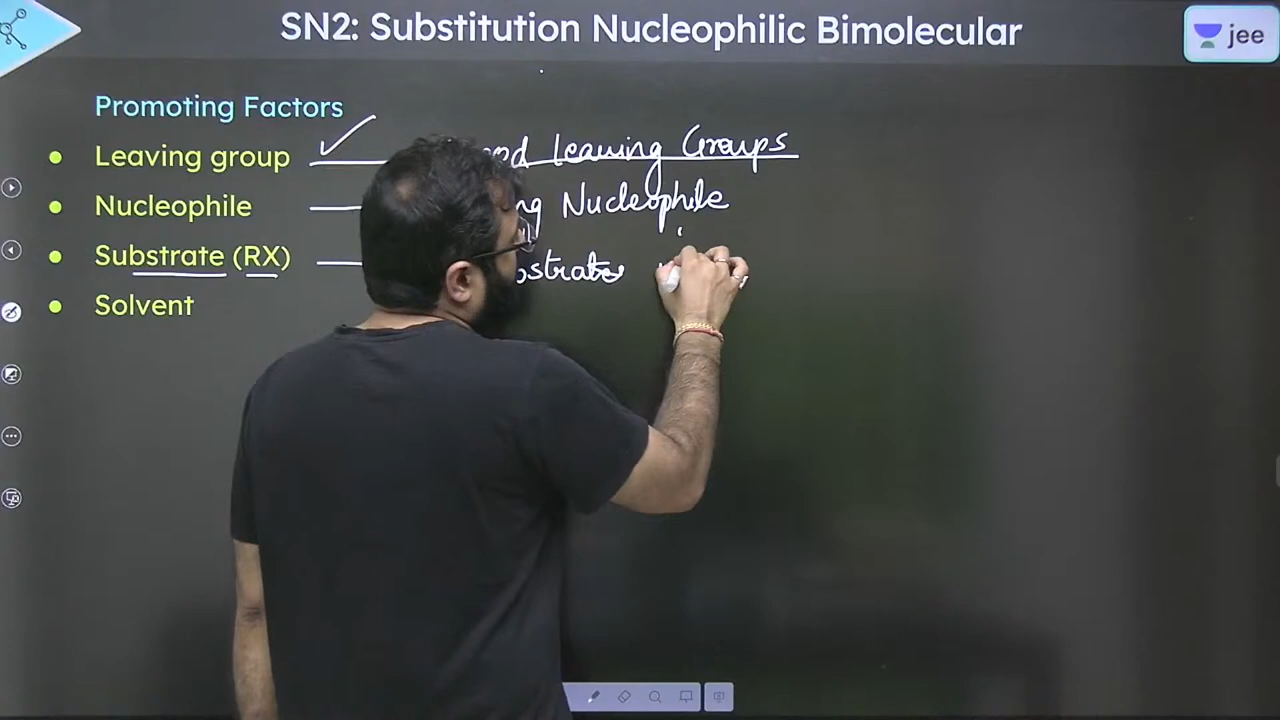 SN2: Substitution Nucleophilic Bimolecular
jee
Promoting Factors
Leaving group Leaving Groups
Nucleophile Nucleophile
Substrate (RX)
Solvent